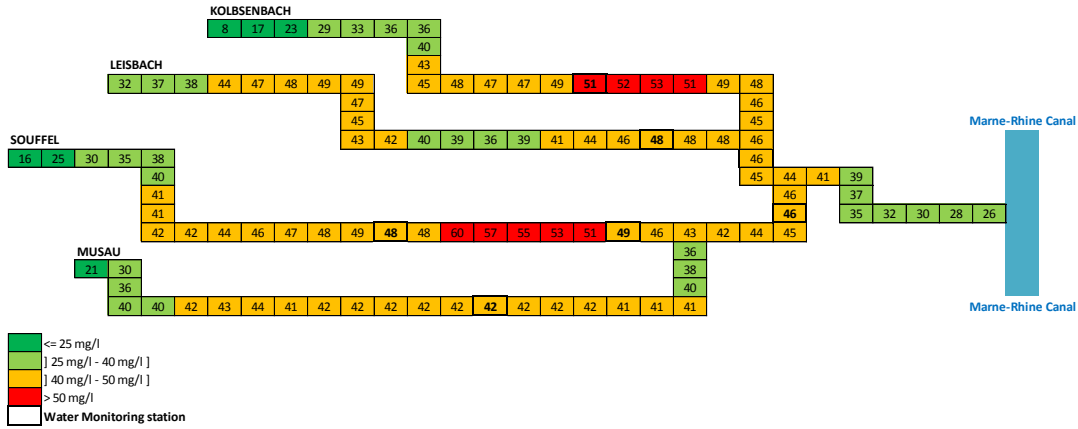 KOLBSENBACH
8 17 23 29 33 36 36
40
LEISBACH 43
32 37 38 44 47 48 49 49 45 48 47 47 49 51 52 53 51 49 48
47 46
45 45 Marne-Rhine Canal
SOUFFEL 43 42 40 39 36 39 41 44 46 48 48 48 46
16 25 30 35 38 46
40 45 44 41 39
41 46 37
41 46 35 32 30 28 26
42 42 44 46 47 48 49 48 48 60 57 55 53 51 49 46 43 42 44 45
MUSAU 36
21 30 38
36 40
40 40 42 43 44 41 42 42 42 42 42 42 42 42 42 41 41 41 Marne-Rhine Canal
<= 25 mg/l
] 25 mg/l - 40 mg/l ]
] 40 mg/l - 50 mg/l ]
> 50 mg/l
Water Monitoring station